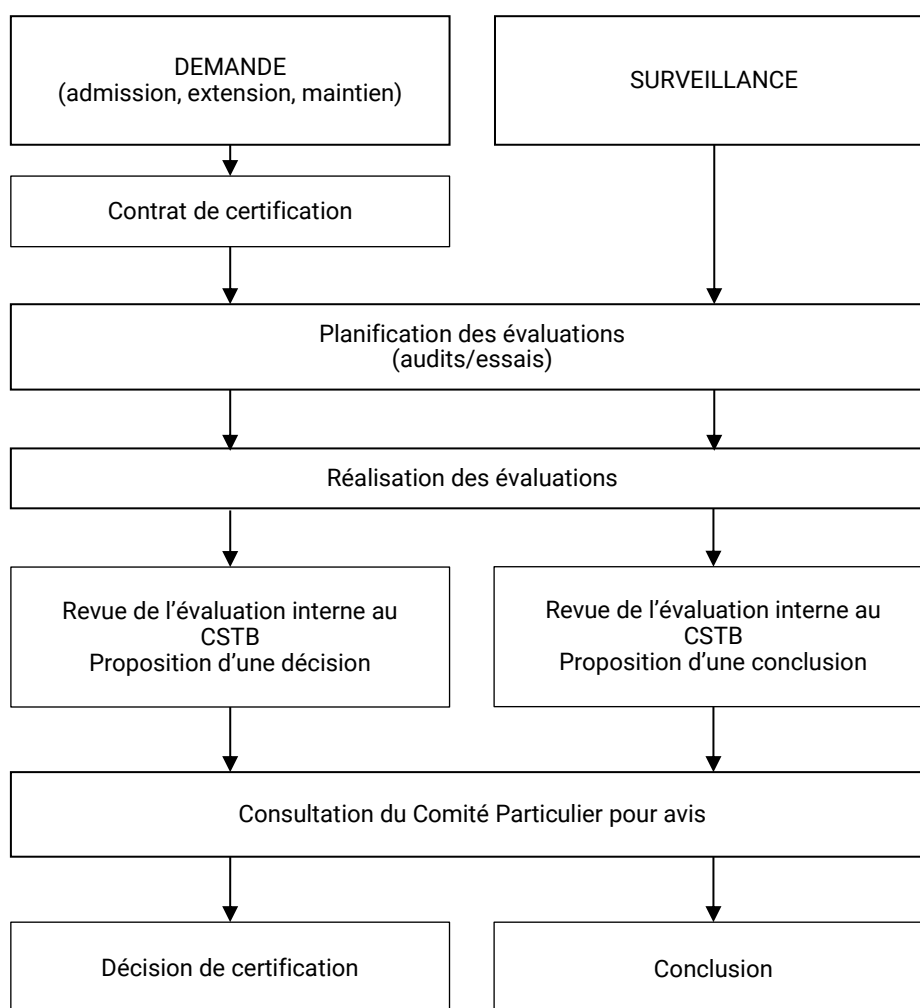 DEMANDE
(admission, extension, maintien)
SURVEILLANCE
Contrat de certification
Planification des évaluations
(audits/essais)
Réalisation des évaluations
Revue de l’évaluation interne au
CSTB
Proposition d’une décision
Revue de l’évaluation interne au
CSTB
Proposition d’une conclusion
Consultation du Comité Particulier pour avis
Décision de certification
Conclusion